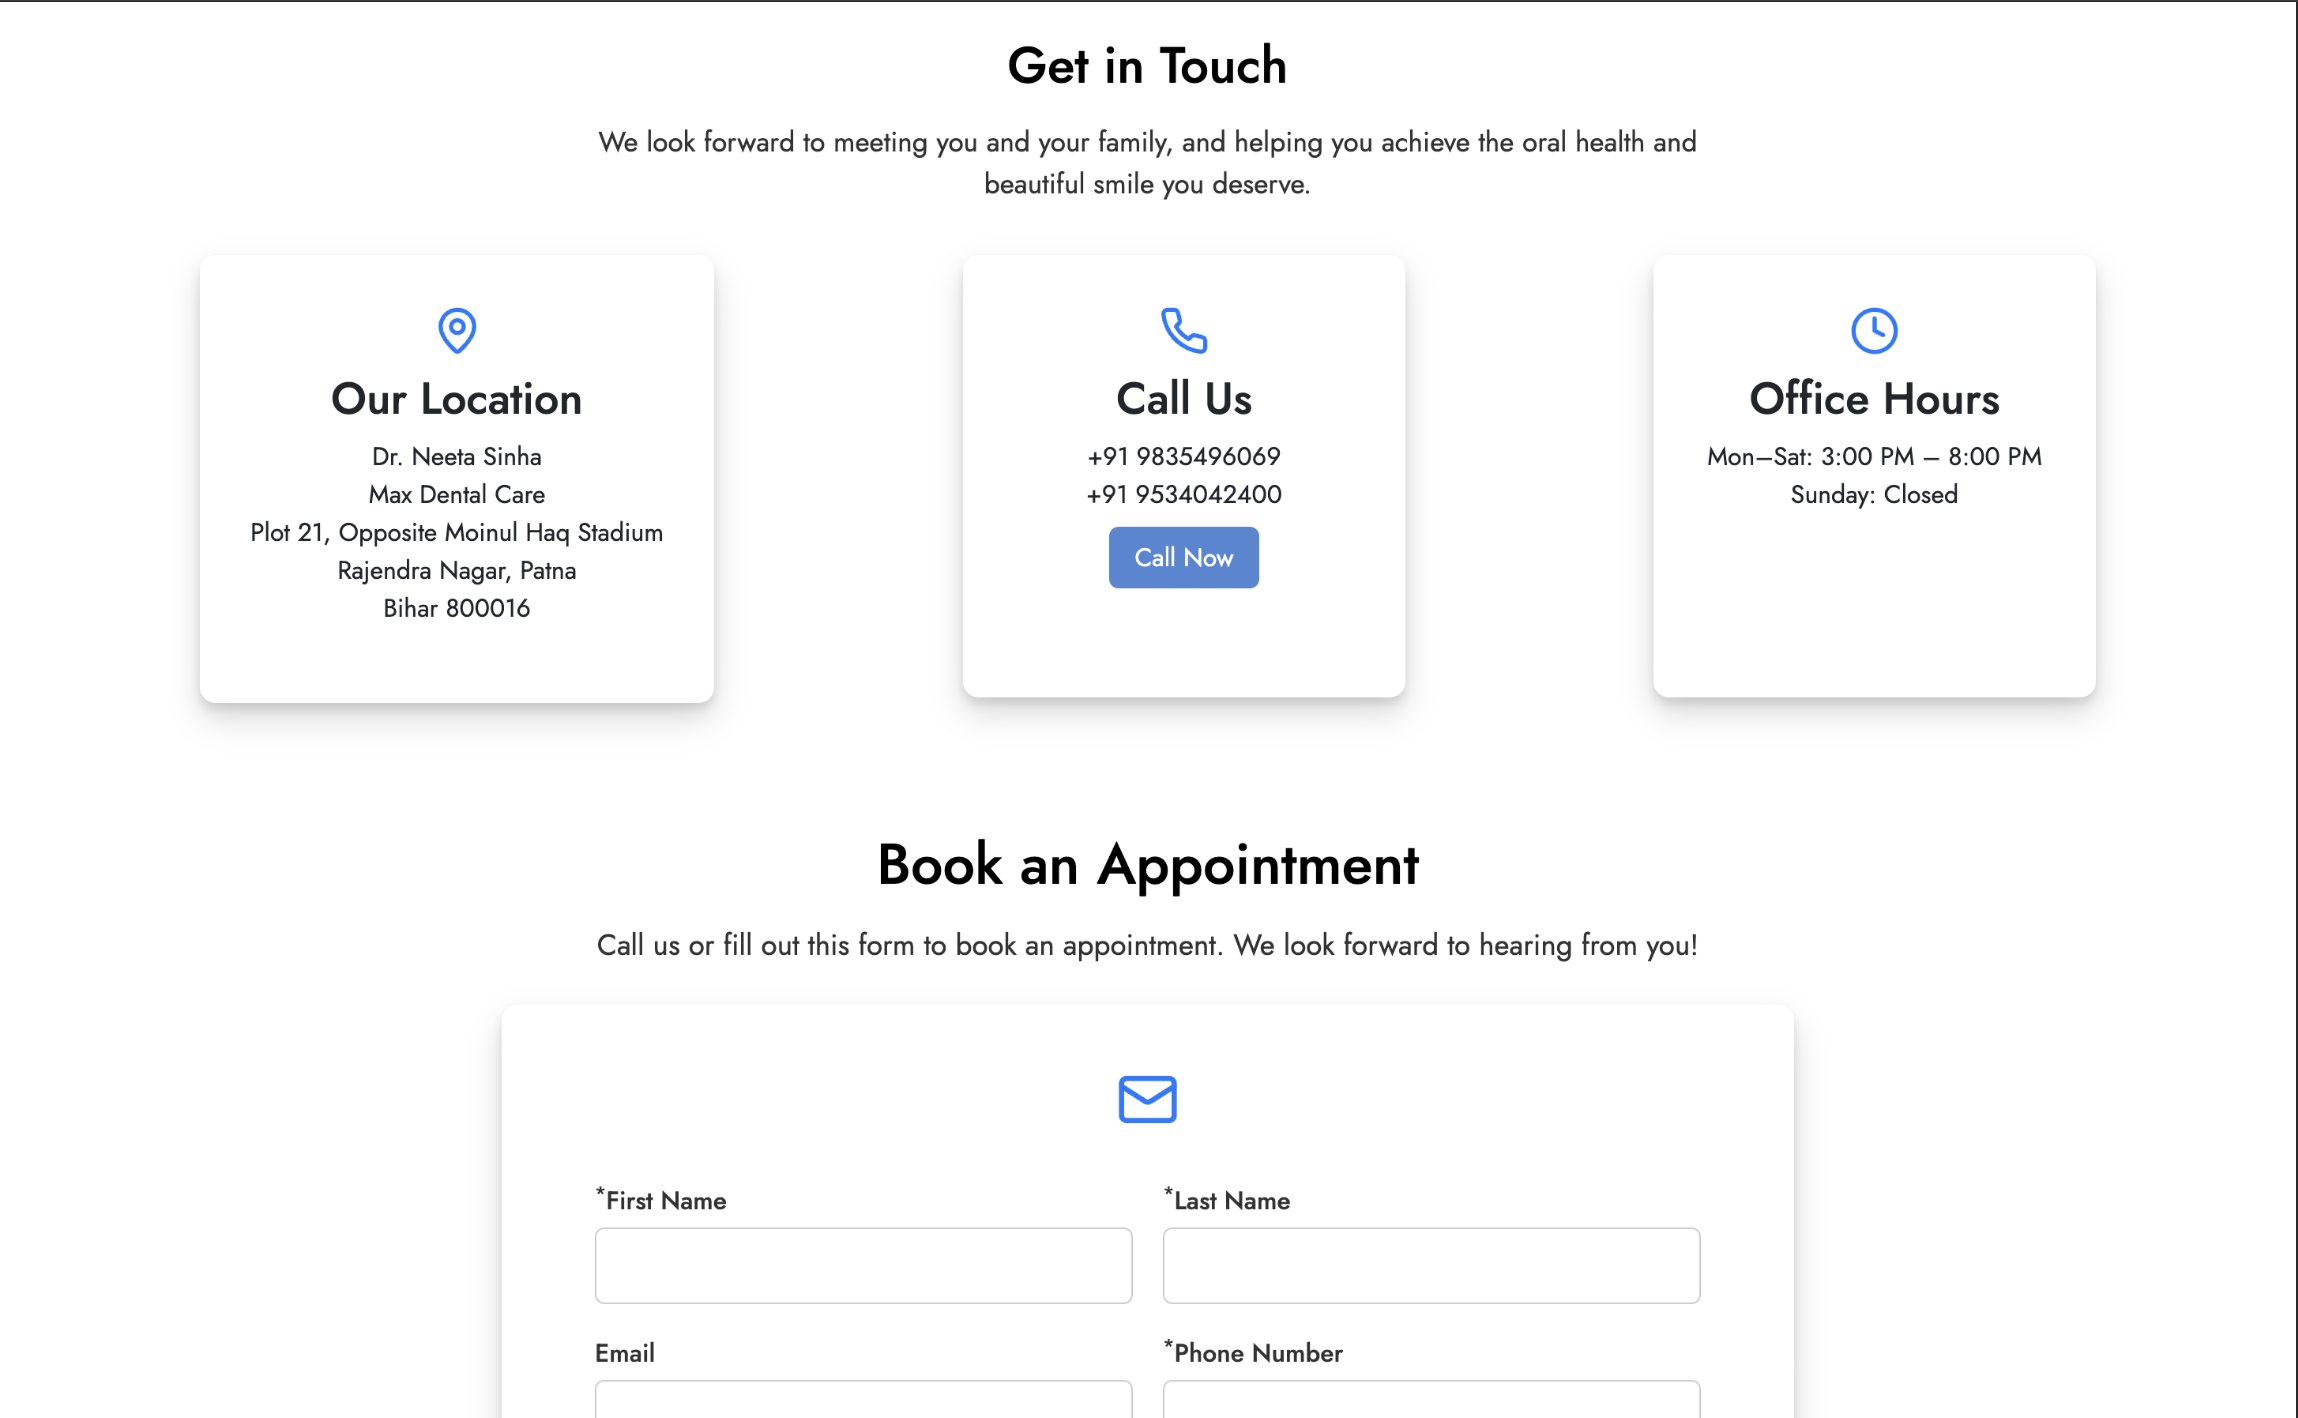 Get in Touch
We look forward to meeting you and your family, and helping you achieve the oral health and
beautiful smile you deserve.
Our Location
Dr. Neeta Sinha
Max Dental Care
Plot 21, Opposite Moinul Haq Stadium
Rajendra Nagar, Patna
Bihar 800016
Call Us
+91 9835496069
+91 9534042400
Call Now
Office Hours
Mon–Sat: 3:00 PM – 8:00 PM
Sunday: Closed
Book an Appointment
Call us or fill out this form to book an appointment. We look forward to hearing from you!
*First Name
*Last Name
Email
*Phone Number